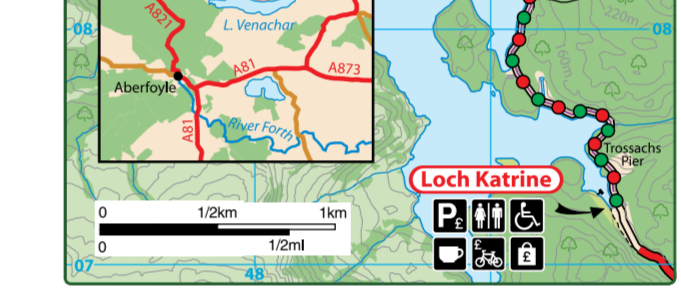 A821
L. Venachar
08
220m
08
160m
A81
A873
Aberfoyle
A81
River Forth
Trossachs
Pier
Loch Katrine
0 1/2km 1km
P£
£
£
0 1/2ml
07
48